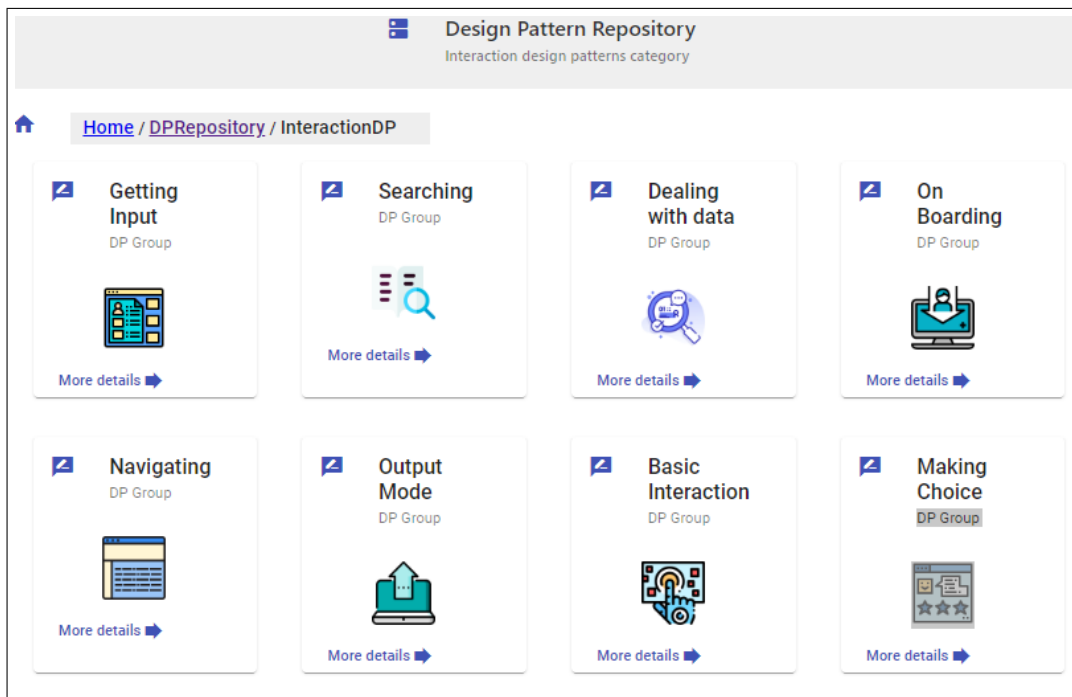 Design Pattern Repository
Interaction design patterns category
Home / DPRepository / InteractionDP
Getting
Input
DP Group
More details
Searching
DP Group
More details
Dealing
with data
DP Group
More details
On
Boarding
DP Group
More details
Navigating
DP Group
More details
Output
Mode
DP Group
More details
Basic
Interaction
DP Group
More details
Making
Choice
DP Group
More details